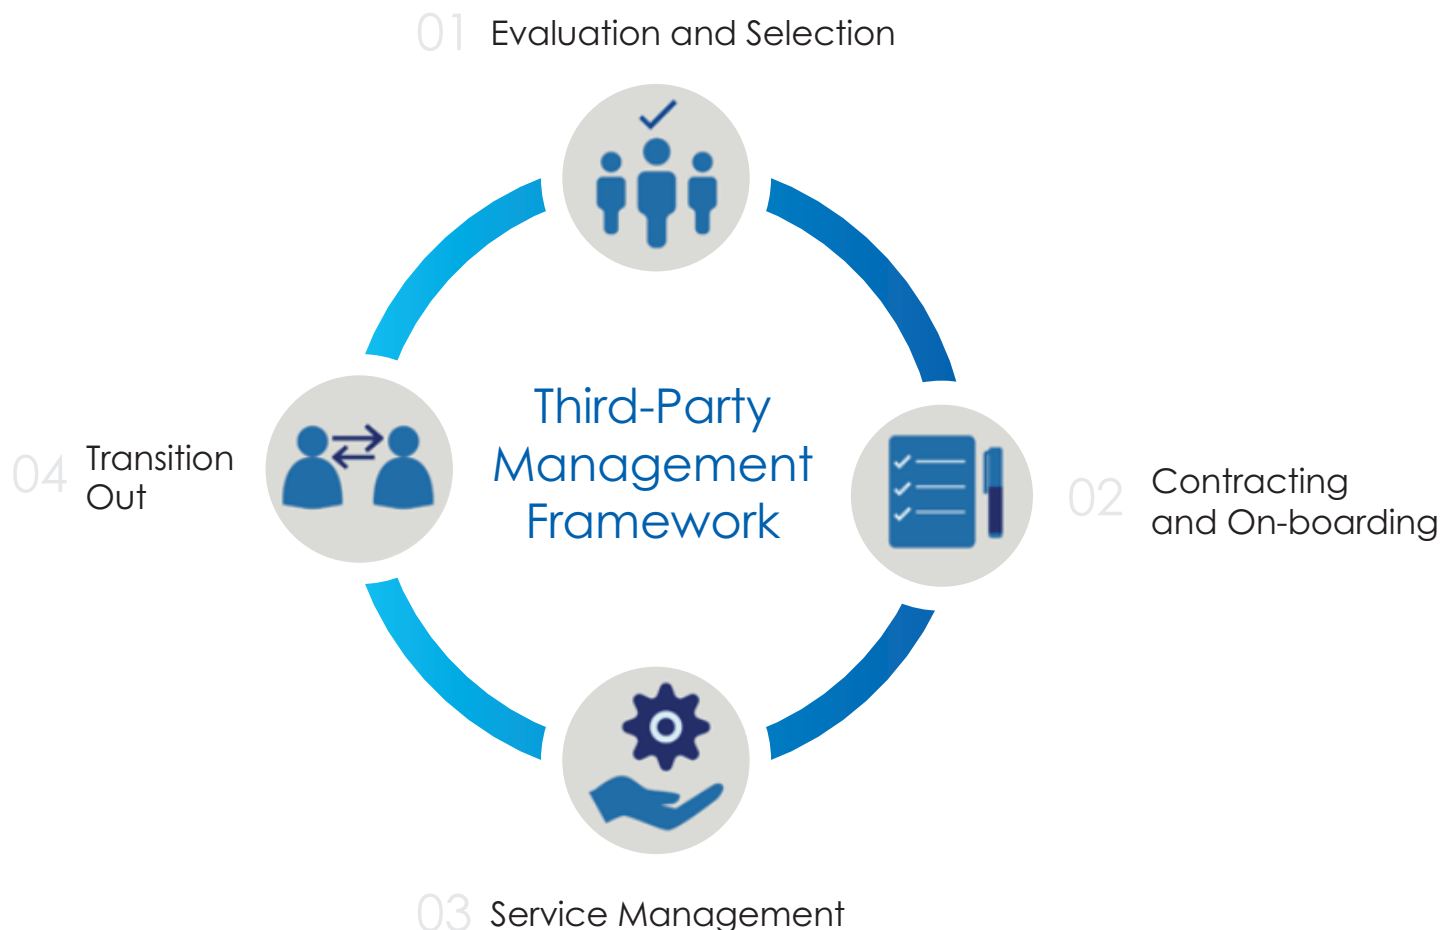 01 Evaluation and Selection
Third-Party
Management
Framework
02 Contracting
and On-boarding
03 Service Management
04 Transition
Out